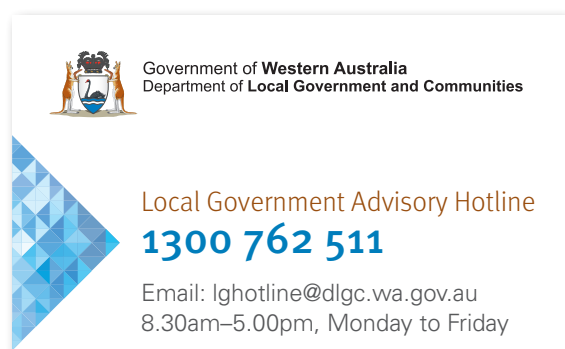 Government of Western Australia
Department of Local Government and Communities
Local Government Advisory Hotline
1300 762 511
Email: lghotline@dlgc.wa.gov.au
8.30am–5.00pm, Monday to Friday